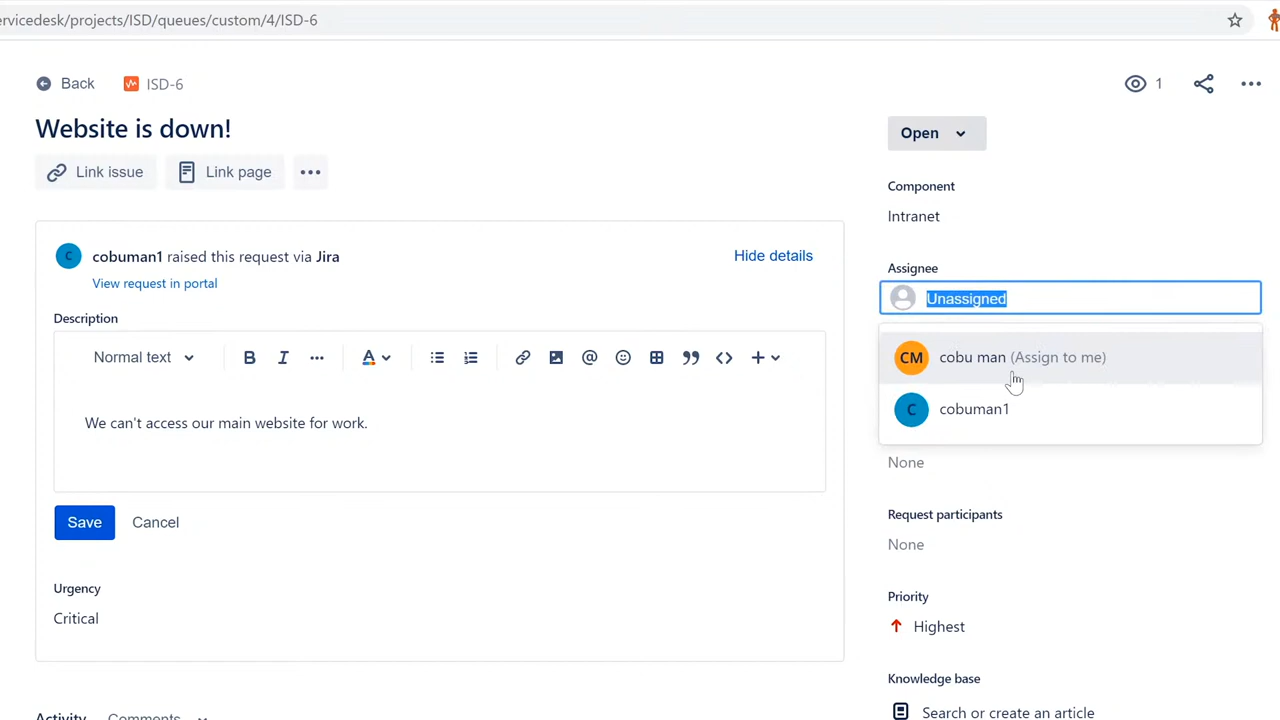 ervicedesk/projects/ISD/queues/custom/4/ISD-6
Back
ISD-6
1
Website is down!
Link issue
Link page
cobuman1 raised this request via Jira
Hide details
View request in portal
Description
Normal text
B I A
We can't access our main website for work.
Save
Cancel
Urgency
Critical
Activity
Comments
Open
Component
Intranet
Assignee
Unassigned
CM
cobu man (Assign to me)
C
cobuman1
None
Request participants
None
Priority
Highest
Knowledge base
Search or create an article